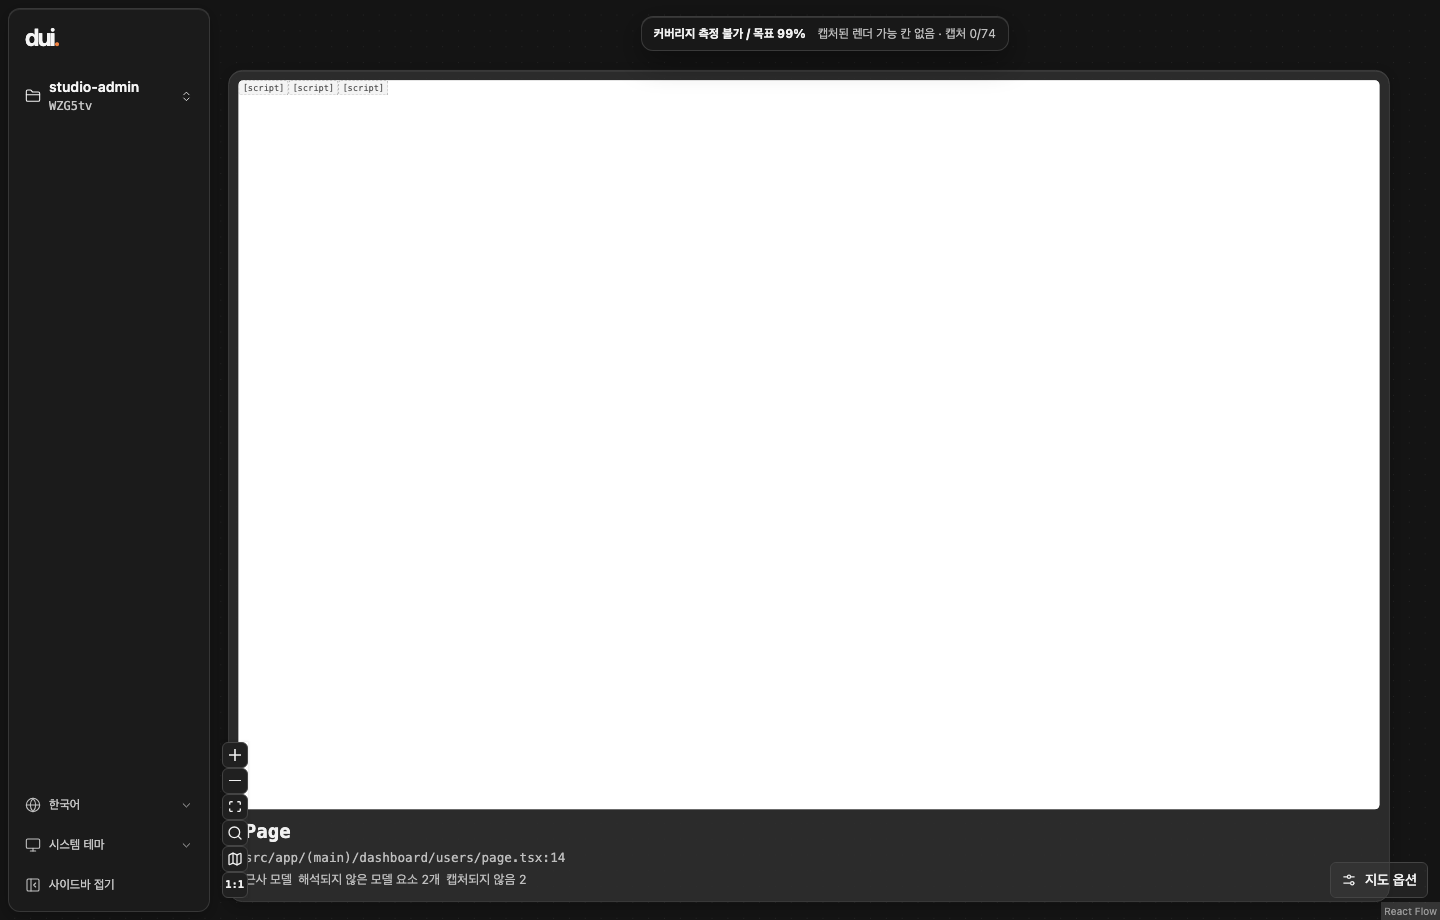 dui.
studio-admin
WZG5tv
커버리지 측정 불가 / 목표 99% 캡처된 렌더 가능 칸 없음 · 캡처 0/74
[script] [script] [script]
Page
src/app/(main)/dashboard/users/page.tsx:14
근사 모델 해석되지 않은 모델 요소 2개 캡처되지 않음 2
1:1
한국어
시스템 테마
사이드바 접기
지도 옵션
React Flow